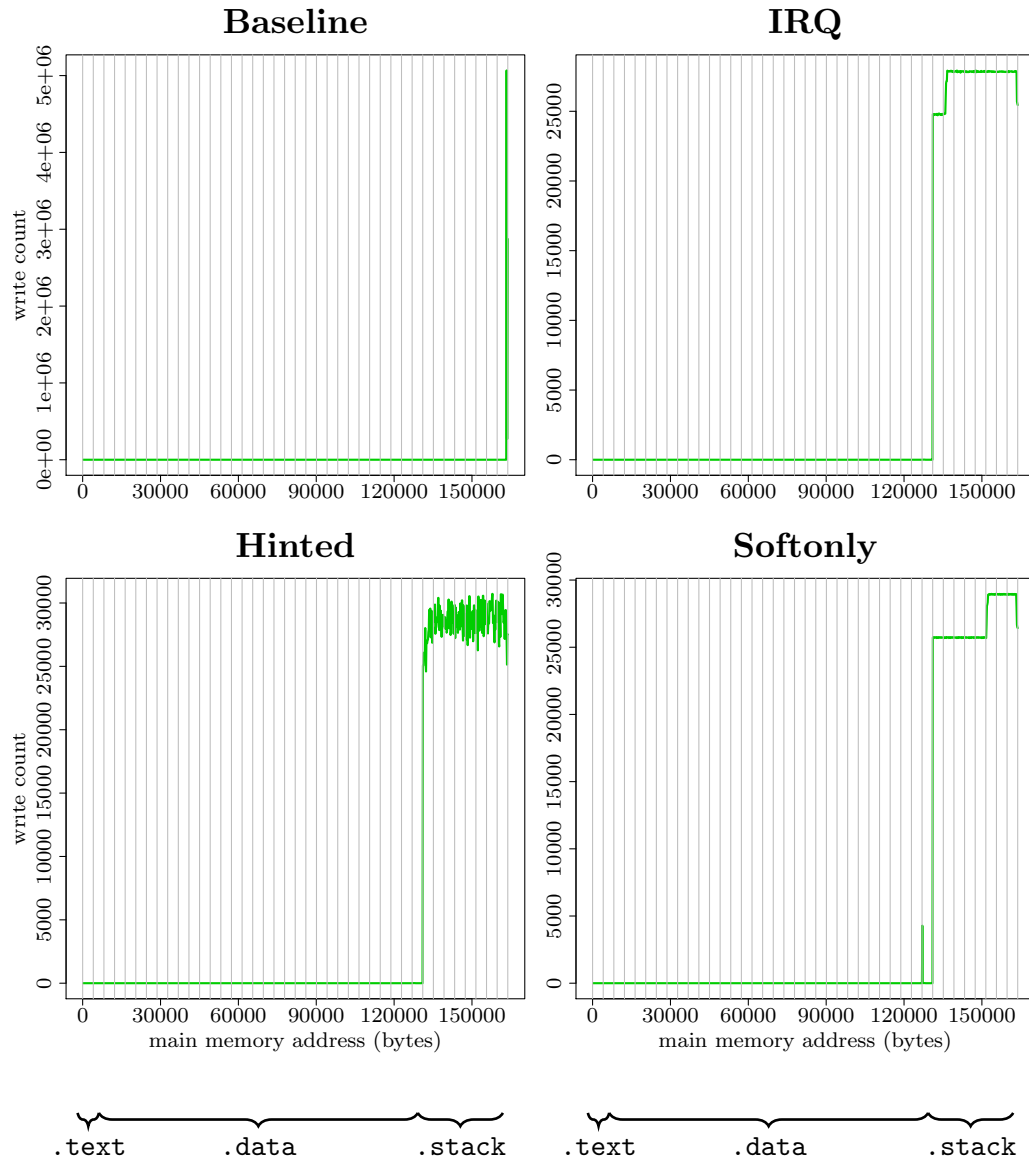 Baseline
IRQ
write count
0e+00 1e+06 2e+06 3e+06 4e+06 5e+06
0 30000 60000 90000 120000 150000
0 5000 10000 15000 20000 25000
0 30000 60000 90000 120000 150000
Hinted
Softonly
write count
0 5000 10000 15000 20000 25000 300000
0 30000 60000 90000 120000 150000
main memory address (bytes)
0 5000 10000 15000 20000 25000 30000
0 30000 60000 90000 120000 150000
main memory address (bytes)
.text .data .stack
.text .data .stack